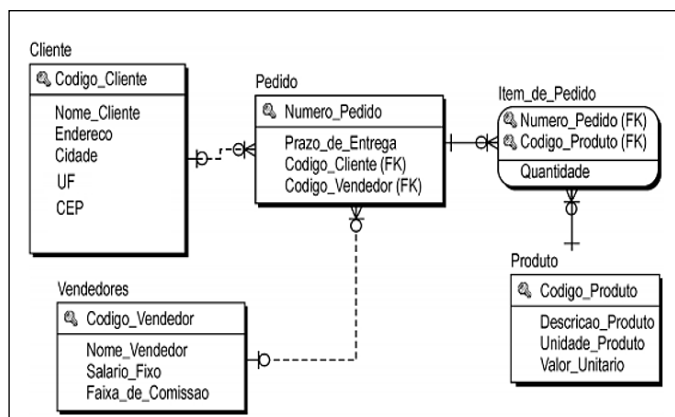 Cliente
Codigo_Cliente
Nome_Cliente
Endereco
Cidade
UF
CEP
Pedido
Numero_Pedido
Prazo_de_Entrega
Codigo_Cliente (FK)
Codigo_Vendedor (FK)
Item_de_Pedido
Numero_Pedido (FK)
Codigo_Produto (FK)
Quantidade
Vendedores
Codigo_Vendedor
Nome_Vendedor
Salario_Fixo
Faixa_de_Comissao
Produto
Codigo_Produto
Descricao_Produto
Unidade_Produto
Valor_Unitario